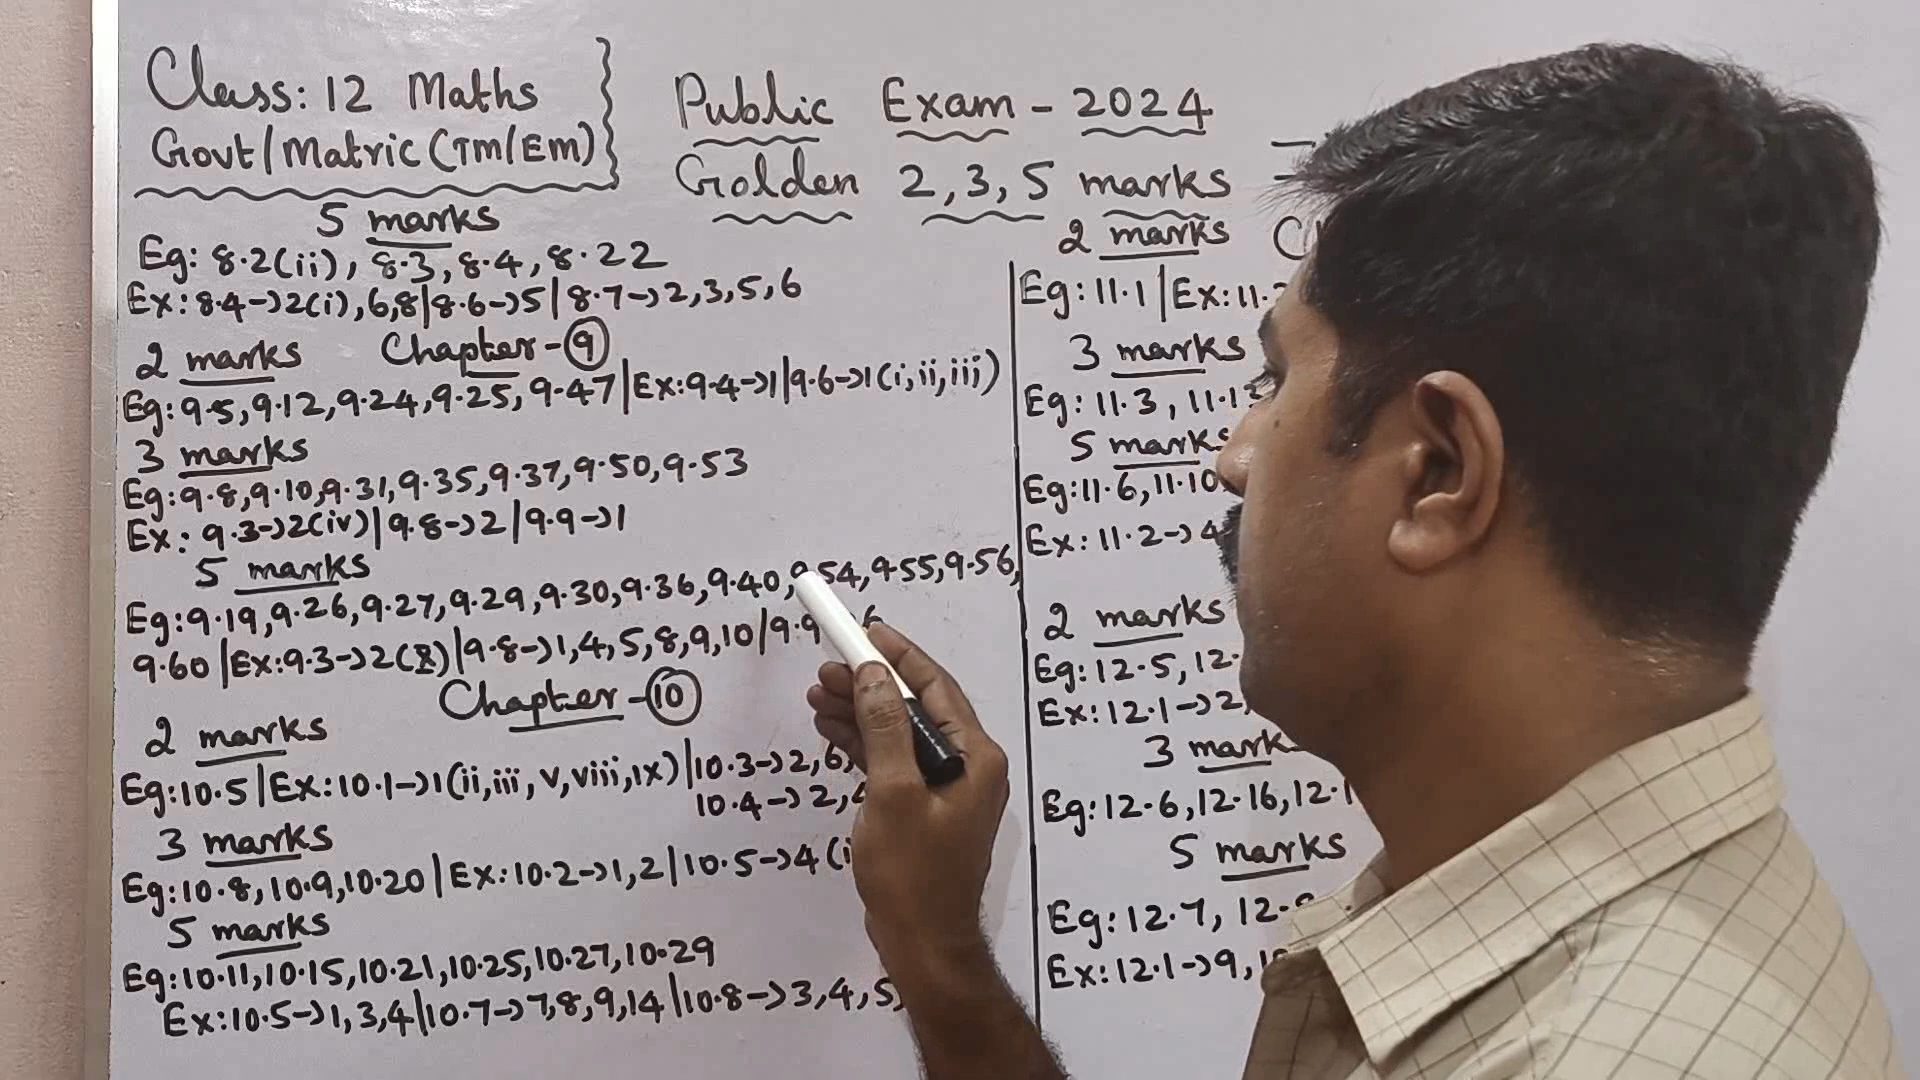 Class: 12 Maths
Govt/Matric (TM/EM)
Public Exam - 2024
Golden 2, 3, 5 marks
5 marks
Eg: 8.2(ii), 8.3, 8.4, 8.22
Ex: 8.4→2(i), 6, 8 | 8.6→5 | 8.7→2, 3, 5, 6
2 marks Chapter - 9
Eg: 9.5, 9.12, 9.24, 9.25, 9.47 | Ex: 9.4→1 | 9.6→1(i, ii, iii)
3 marks
Eg: 9.8, 9.10, 9.31, 9.35, 9.37, 9.50, 9.53
Ex: 9.3→2(iv) | 9.8→2 | 9.9→1
5 marks
Eg: 9.19, 9.26, 9.27, 9.29, 9.30, 9.36, 9.40, 9.54, 9.55, 9.56,
9.60 | Ex: 9.3→2( ) | 9.8→1, 4, 5, 8, 9, 10 | 9.9 6
Chapter - 10
2 marks
Eg: 10.5 | Ex: 10.1→1(ii, iii, v, viii, ix) | 10.3→2, 6,
10.4→2,
3 marks
Eg: 10.8, 10.9, 10.20 | Ex: 10.2→1, 2 | 10.5→4 (i
5 marks
Eg: 10.11, 10.15, 10.21, 10.25, 10.27, 10.29
Ex: 10.5→1, 3, 4 | 10.7→7, 8, 9, 14 | 10.8→3, 4, 5,
2 marks
Eg: 11.1 | Ex: 11.
3 marks
Eg: 11.3, 11.13
5 marks
Eg: 11.6, 11.10
Ex: 11.2→4
2 marks
Eg: 12.5, 12.
Ex: 12.1→2,
3 mark
Eg: 12.6, 12.16, 12.1
5 marks
Eg: 12.7, 12.
Ex: 12.1→9, 1